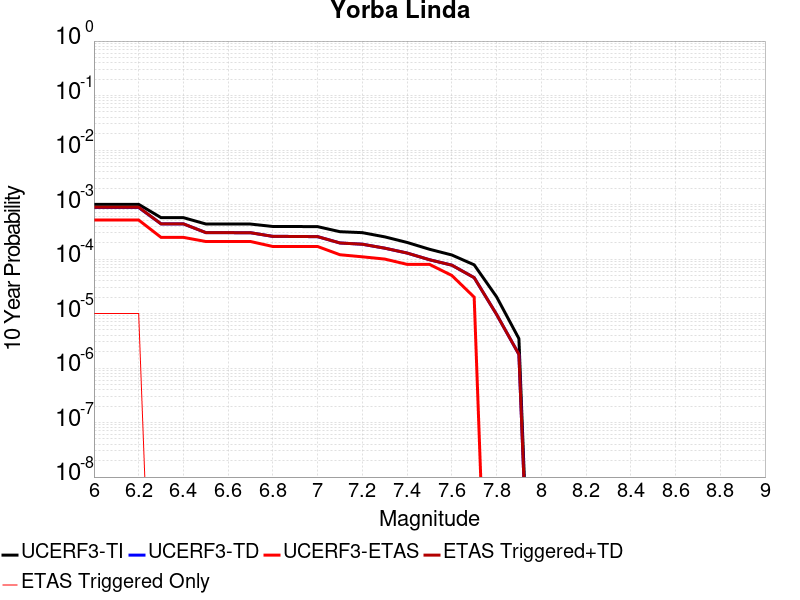 Yorba Linda
10 Year Probability
10^0
10^-1
10^-2
10^-3
10^-4
10^-5
10^-6
10^-7
10^-8
6 6.2 6.4 6.6 6.8 7 7.2 7.4 7.6 7.8 8 8.2 8.4 8.6 8.8 9
Magnitude
UCERF3-TI UCERF3-TD UCERF3-ETAS ETAS Triggered+TD
ETAS Triggered Only